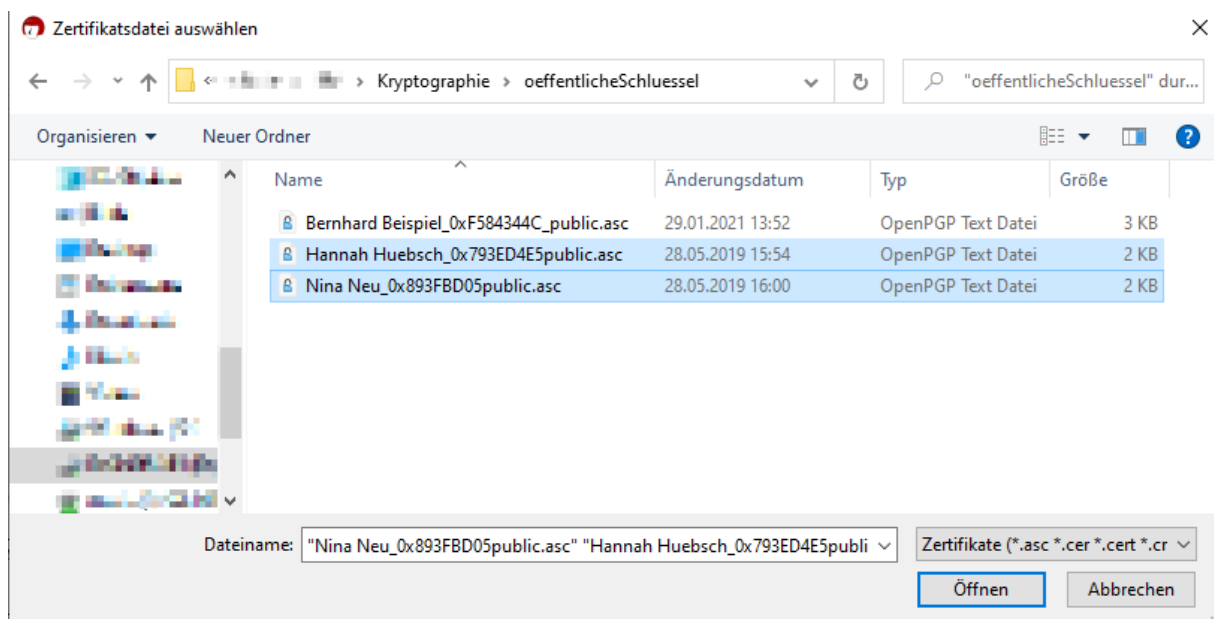 Zertifikatsdatei auswählen
Kryptographie › oeffentlicheSchluessel
"oeffentlicheSchluessel" dur...
Organisieren Neuer Ordner
Name Änderungsdatum Typ Größe
Bernhard Beispiel_0xF584344C_public.asc 29.01.2021 13:52 OpenPGP Text Datei 3 KB
Hannah Huebsch_0x793ED4E5public.asc 28.05.2019 15:54 OpenPGP Text Datei 2 KB
Nina Neu_0x893FBD05public.asc 28.05.2019 16:00 OpenPGP Text Datei 2 KB
Dateiname: "Nina Neu_0x893FBD05public.asc" "Hannah Huebsch_0x793ED4E5publi
Zertifikate (*.asc *.cer *.cert *.cr
Öffnen Abbrechen